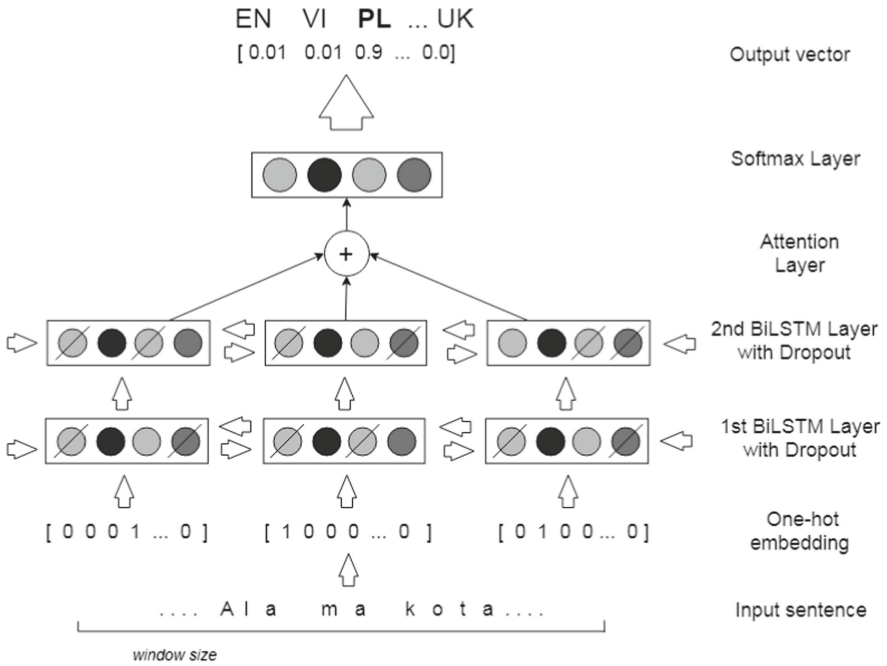 EN VI PL ... UK
[ 0.01 0.01 0.9 ... 0.0]
Output vector
Softmax Layer
+
Attention
Layer
2nd BiLSTM Layer
with Dropout
1st BiLSTM Layer
with Dropout
[ 0 0 0 1 ... 0 ]
[ 1 0 0 0 ... 0 ]
[ 0 1 0 0... 0]
One-hot
embedding
.... A l a m a k o t a ....
Input sentence
window size